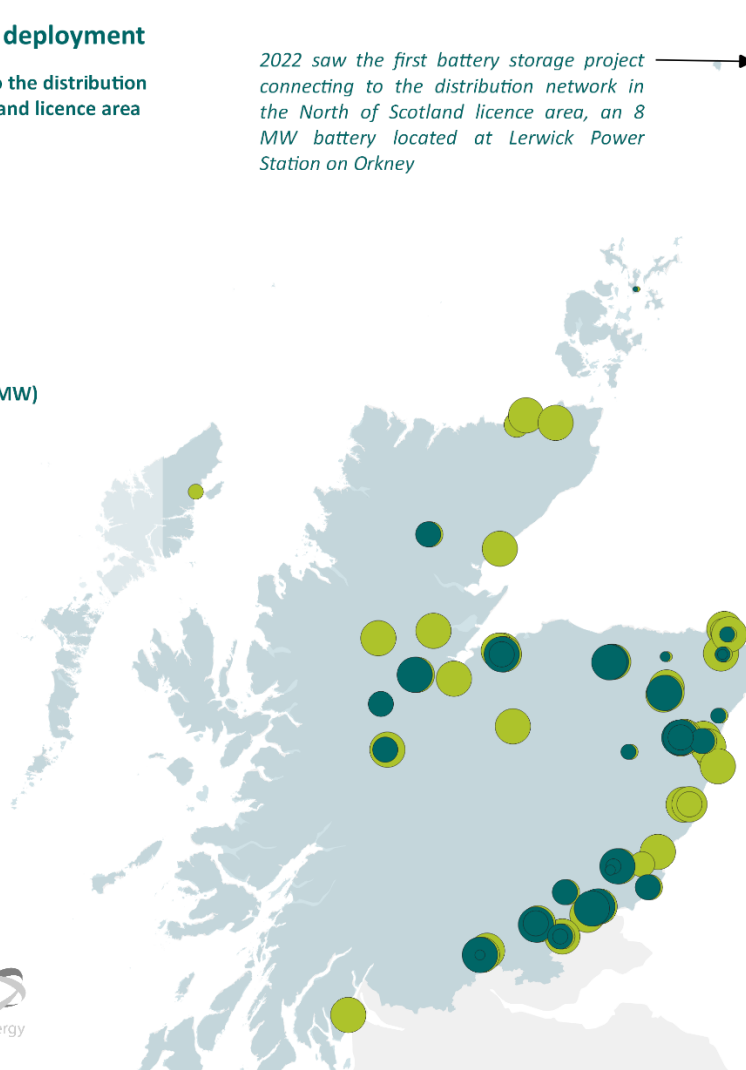 deployment
o the distribution
and licence area
2022 saw the first battery storage project
connecting to the distribution network in
the North of Scotland licence area, an 8
MW battery located at Lerwick Power
Station on Orkney
MW)
ergy